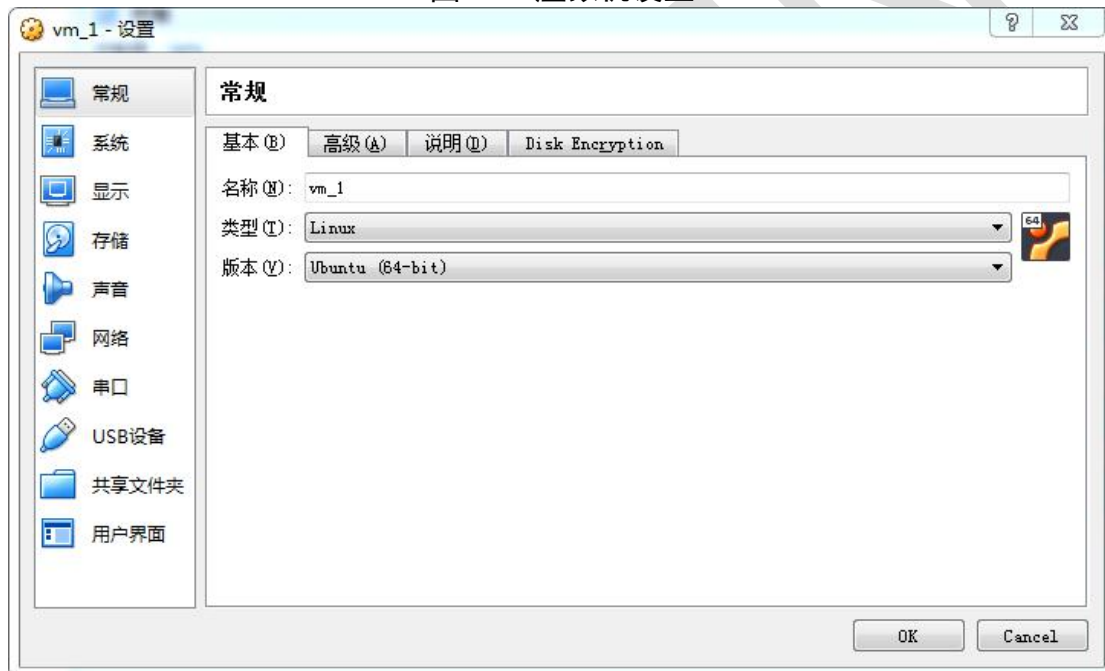 vm_1 - 设置
常规
系统
显示
存储
声音
网络
串口
USB设备
共享文件夹
用户界面
常规
基本(B) 高级(A) 说明(D) Disk Encryption
名称(N): vm_1
类型(T): Linux
64
版本(V): Ubuntu (64-bit)
OK Cancel